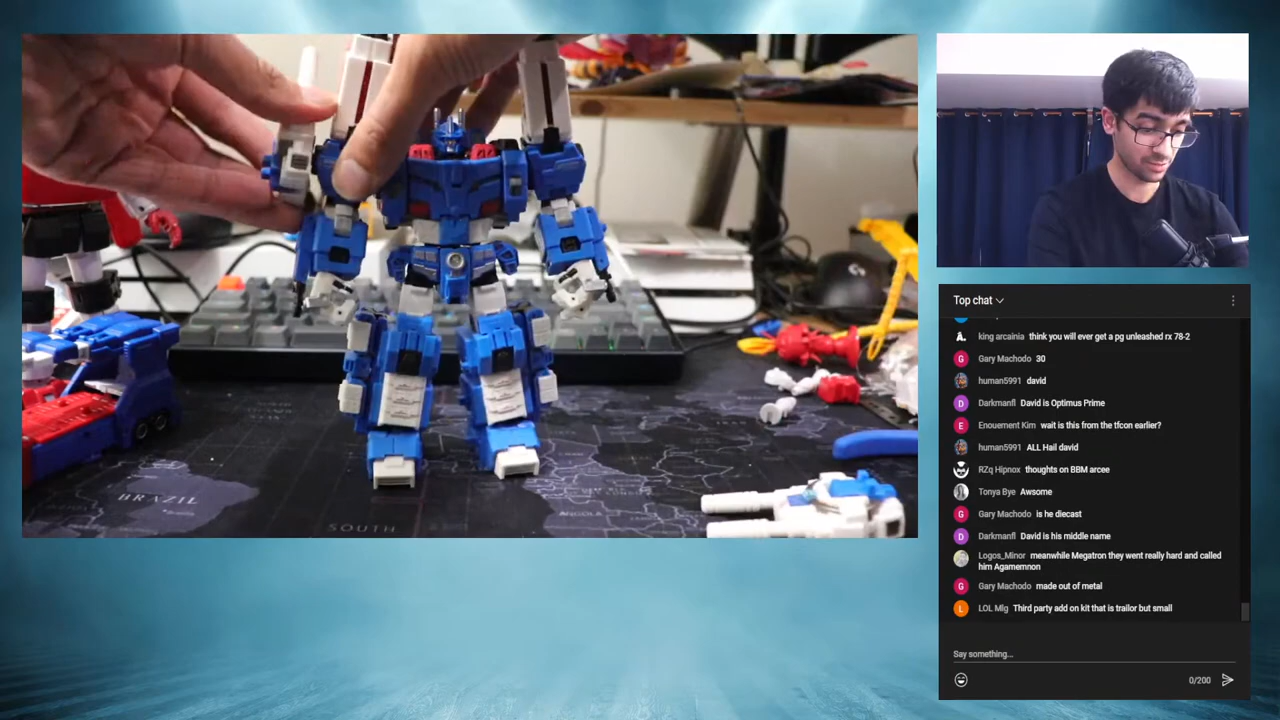 Top chat
king arcainia think you will ever get a pg unleashed rx 78-2
Gary Machodo 30
human5991 david
Darkmanfl David is Optimus Prime
Enouement Kim wait is this from the tfcon earlier?
human5991 ALL Hail david
RZq Hipnox thoughts on BBM arcee
Tonya Bye Awsome
Gary Machodo is he diecast
Darkmanfl David is his middle name
Logos_Minor meanwhile Megatron they went really hard and called
him Agamemnon
Gary Machodo made out of metal
LOL Mlg Third party add on kit that is trailor but small
Say something...
0/200
BRAZIL
SOUTH
ANGOLA